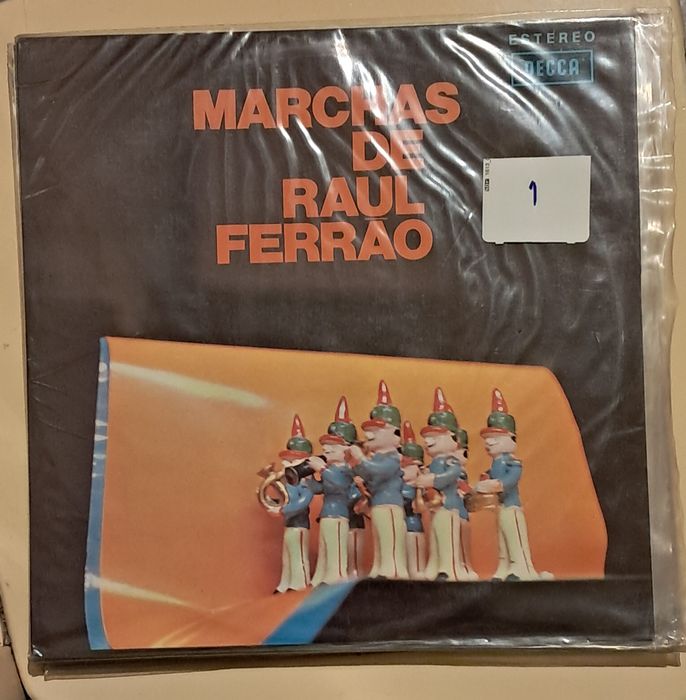 ESTEREO
DECCA
MARCHAS
DE
RAUL
FERRÃO
1